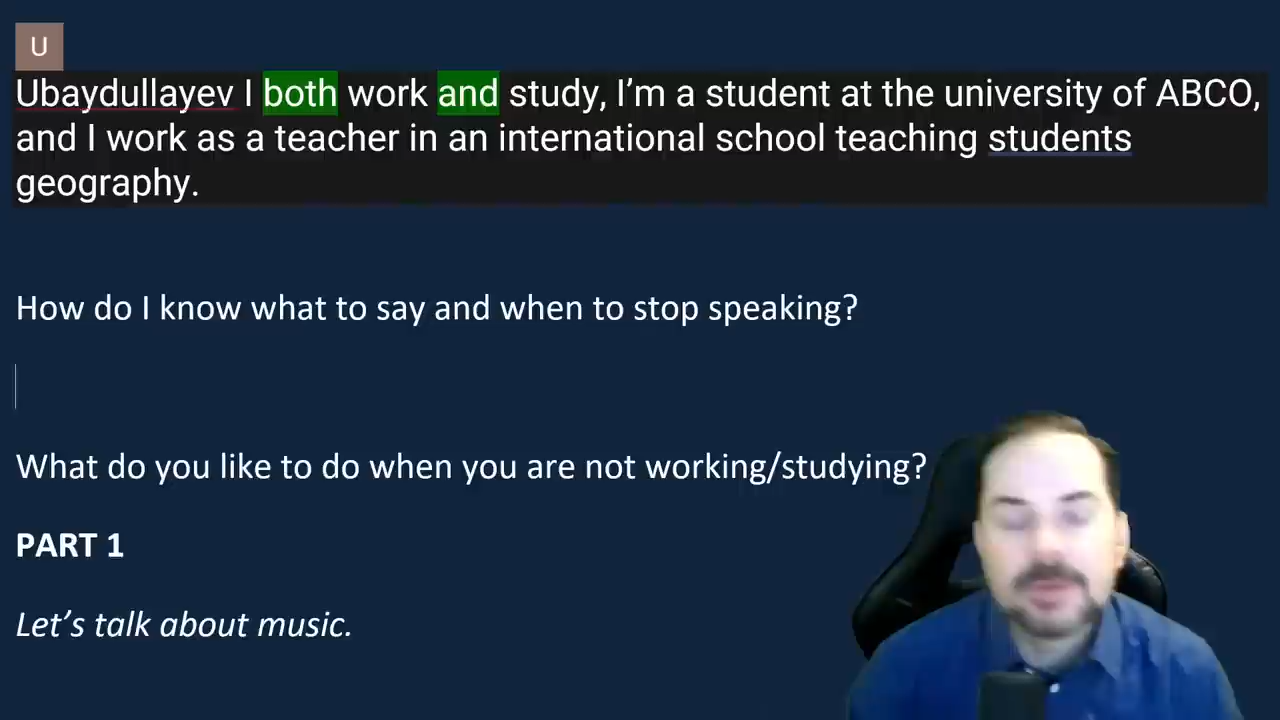 U
Ubaydullayev I both work and study, I’m a student at the university of ABCO,
and I work as a teacher in an international school teaching students
geography.
How do I know what to say and when to stop speaking?
What do you like to do when you are not working/studying?
PART 1
Let’s talk about music.